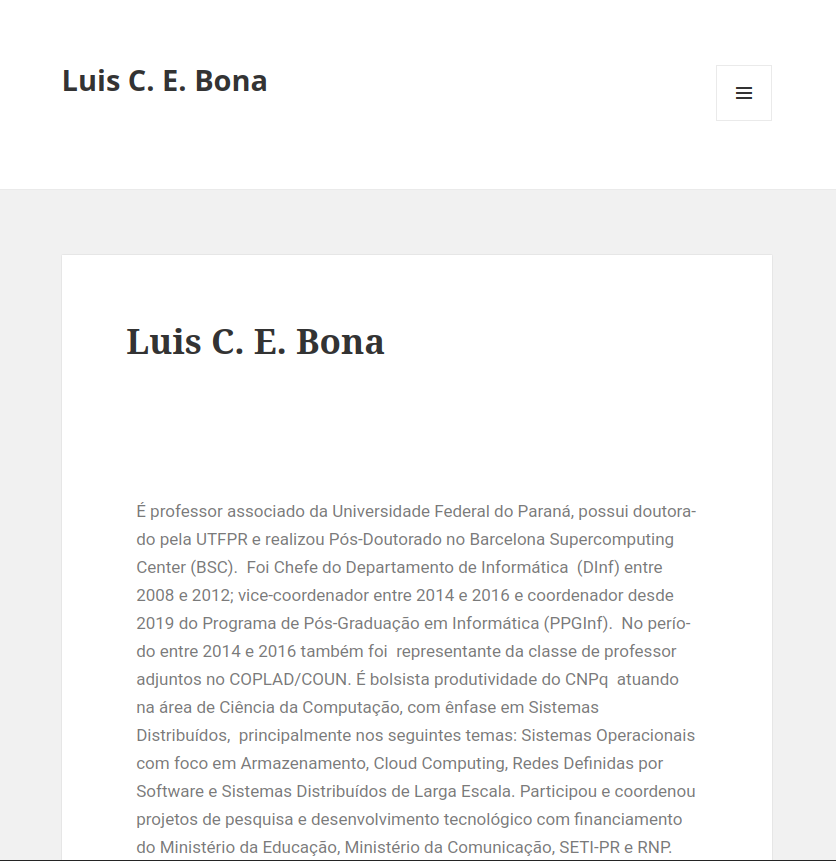 Luis C. E. Bona
Luis C. E. Bona
É professor associado da Universidade Federal do Paraná, possui doutora-
do pela UTFPR e realizou Pós-Doutorado no Barcelona Supercomputing
Center (BSC).  Foi Chefe do Departamento de Informática  (DInf) entre
2008 e 2012; vice-coordenador entre 2014 e 2016 e coordenador desde
2019 do Programa de Pós-Graduação em Informática (PPGInf).  No perío-
do entre 2014 e 2016 também foi  representante da classe de professor
adjuntos no COPLAD/COUN. É bolsista produtividade do CNPq  atuando
na área de Ciência da Computação, com ênfase em Sistemas
Distribuídos,  principalmente nos seguintes temas: Sistemas Operacionais
com foco em Armazenamento, Cloud Computing, Redes Definidas por
Software e Sistemas Distribuídos de Larga Escala. Participou e coordenou
projetos de pesquisa e desenvolvimento tecnológico com financiamento
do Ministério da Educação, Ministério da Comunicação, SETI-PR e RNP.